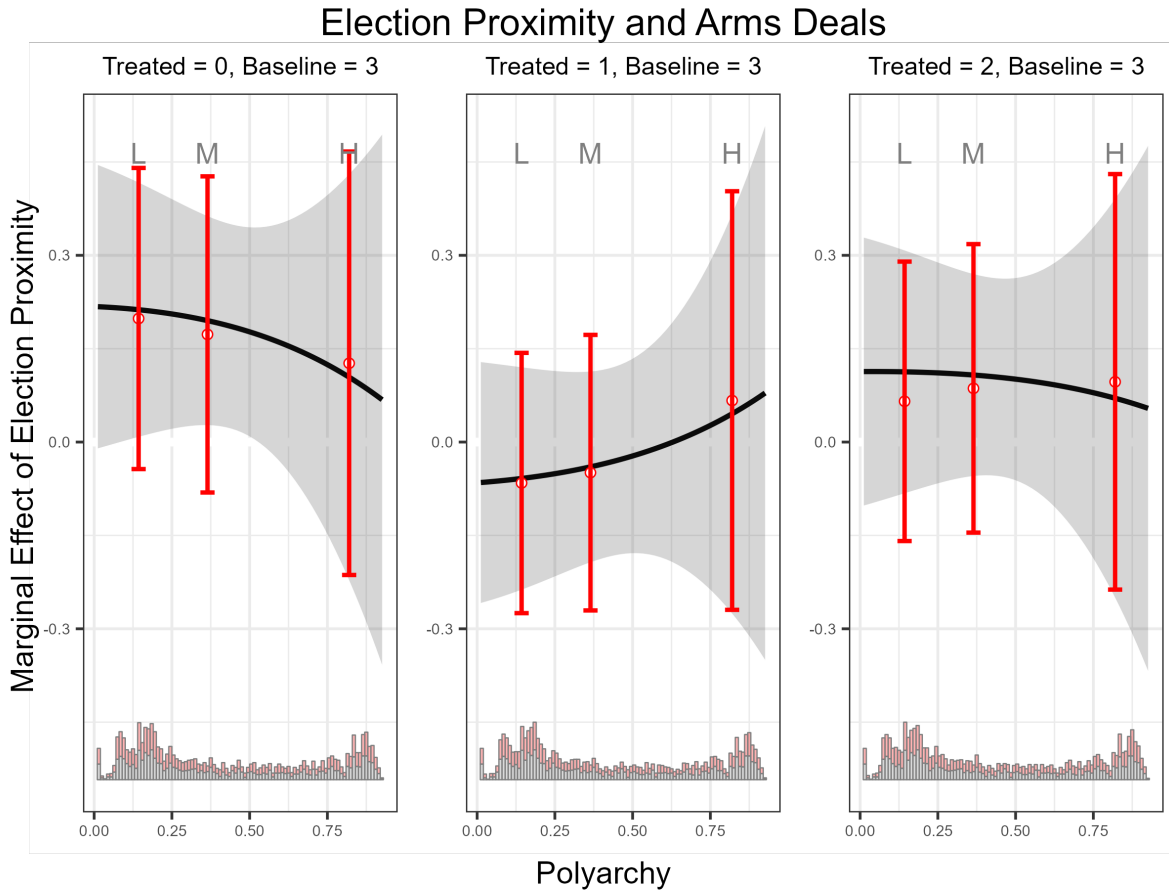 Election Proximity and Arms Deals
Treated = 0, Baseline = 3
Treated = 1, Baseline = 3
Treated = 2, Baseline = 3
Marginal Effect of Election Proximity
L M H
L M H
L M H
0.3
0.0
-0.3
0.3
0.0
-0.3
0.3
0.0
-0.3
0.00 0.25 0.50 0.75
0.00 0.25 0.50 0.75
0.00 0.25 0.50 0.75
Polyarchy